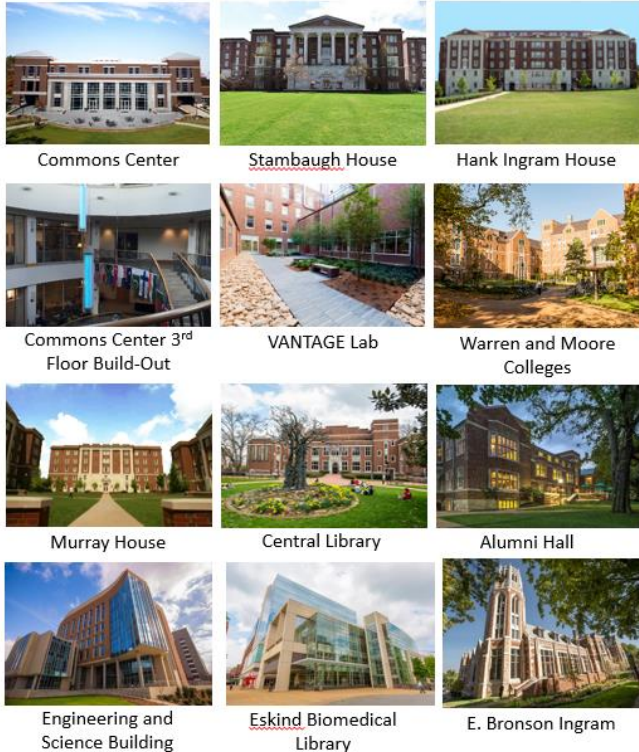 Commons Center
Stambaugh House
Hank Ingram House
Commons Center 3rd
Floor Build-Out
VANTAGE Lab
Warren and Moore
Colleges
Murray House
Central Library
Alumni Hall
Engineering and
Science Building
Eskind Biomedical
Library
E. Bronson Ingram